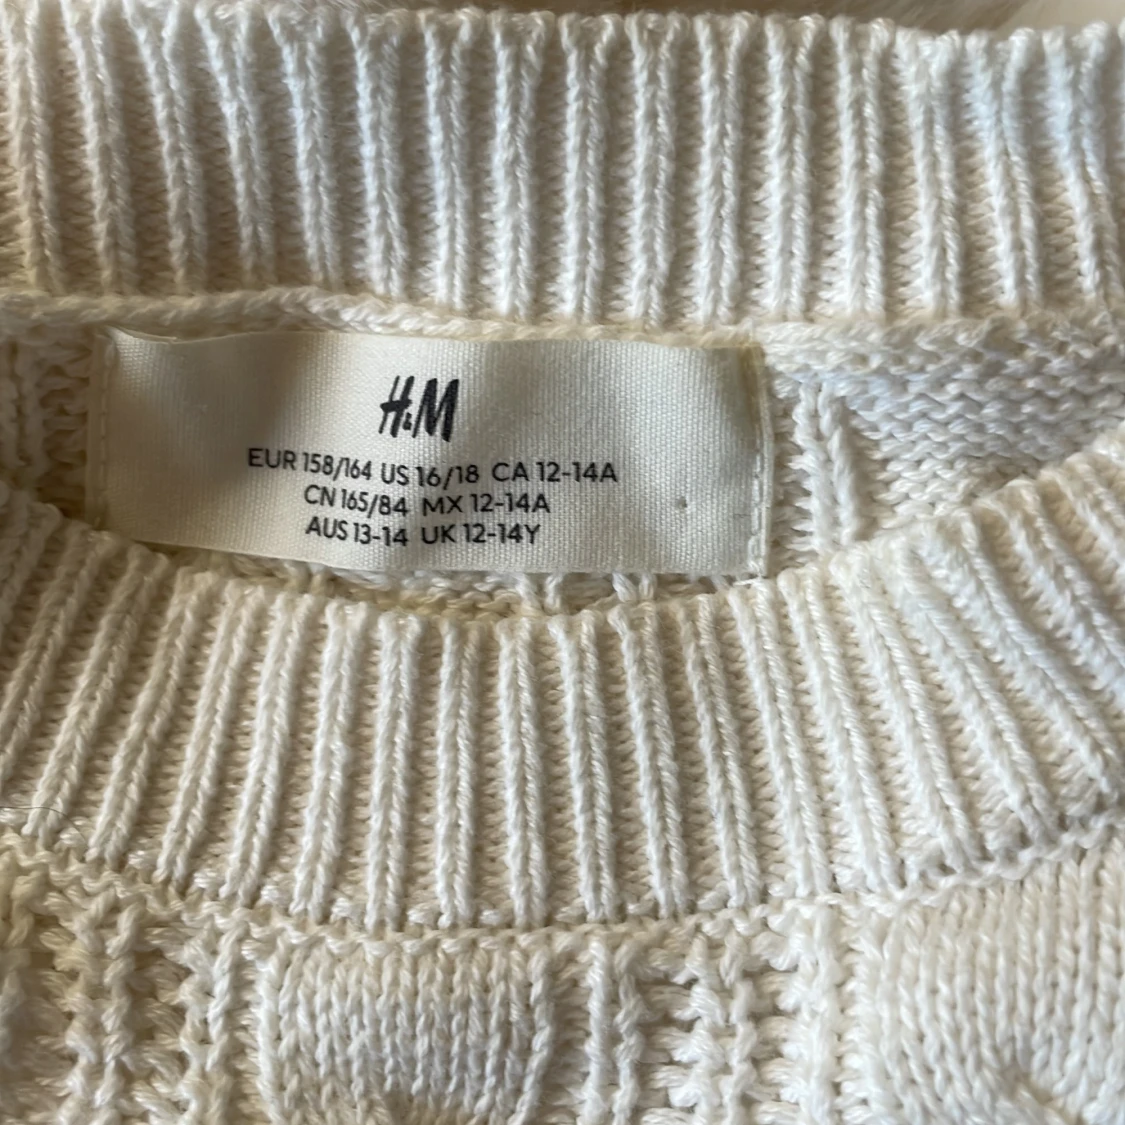 H&M
EUR 158/164 US 16/18 CA 12-14A
CN 165/84 MX 12-14A
AUS 13-14 UK 12-14Y